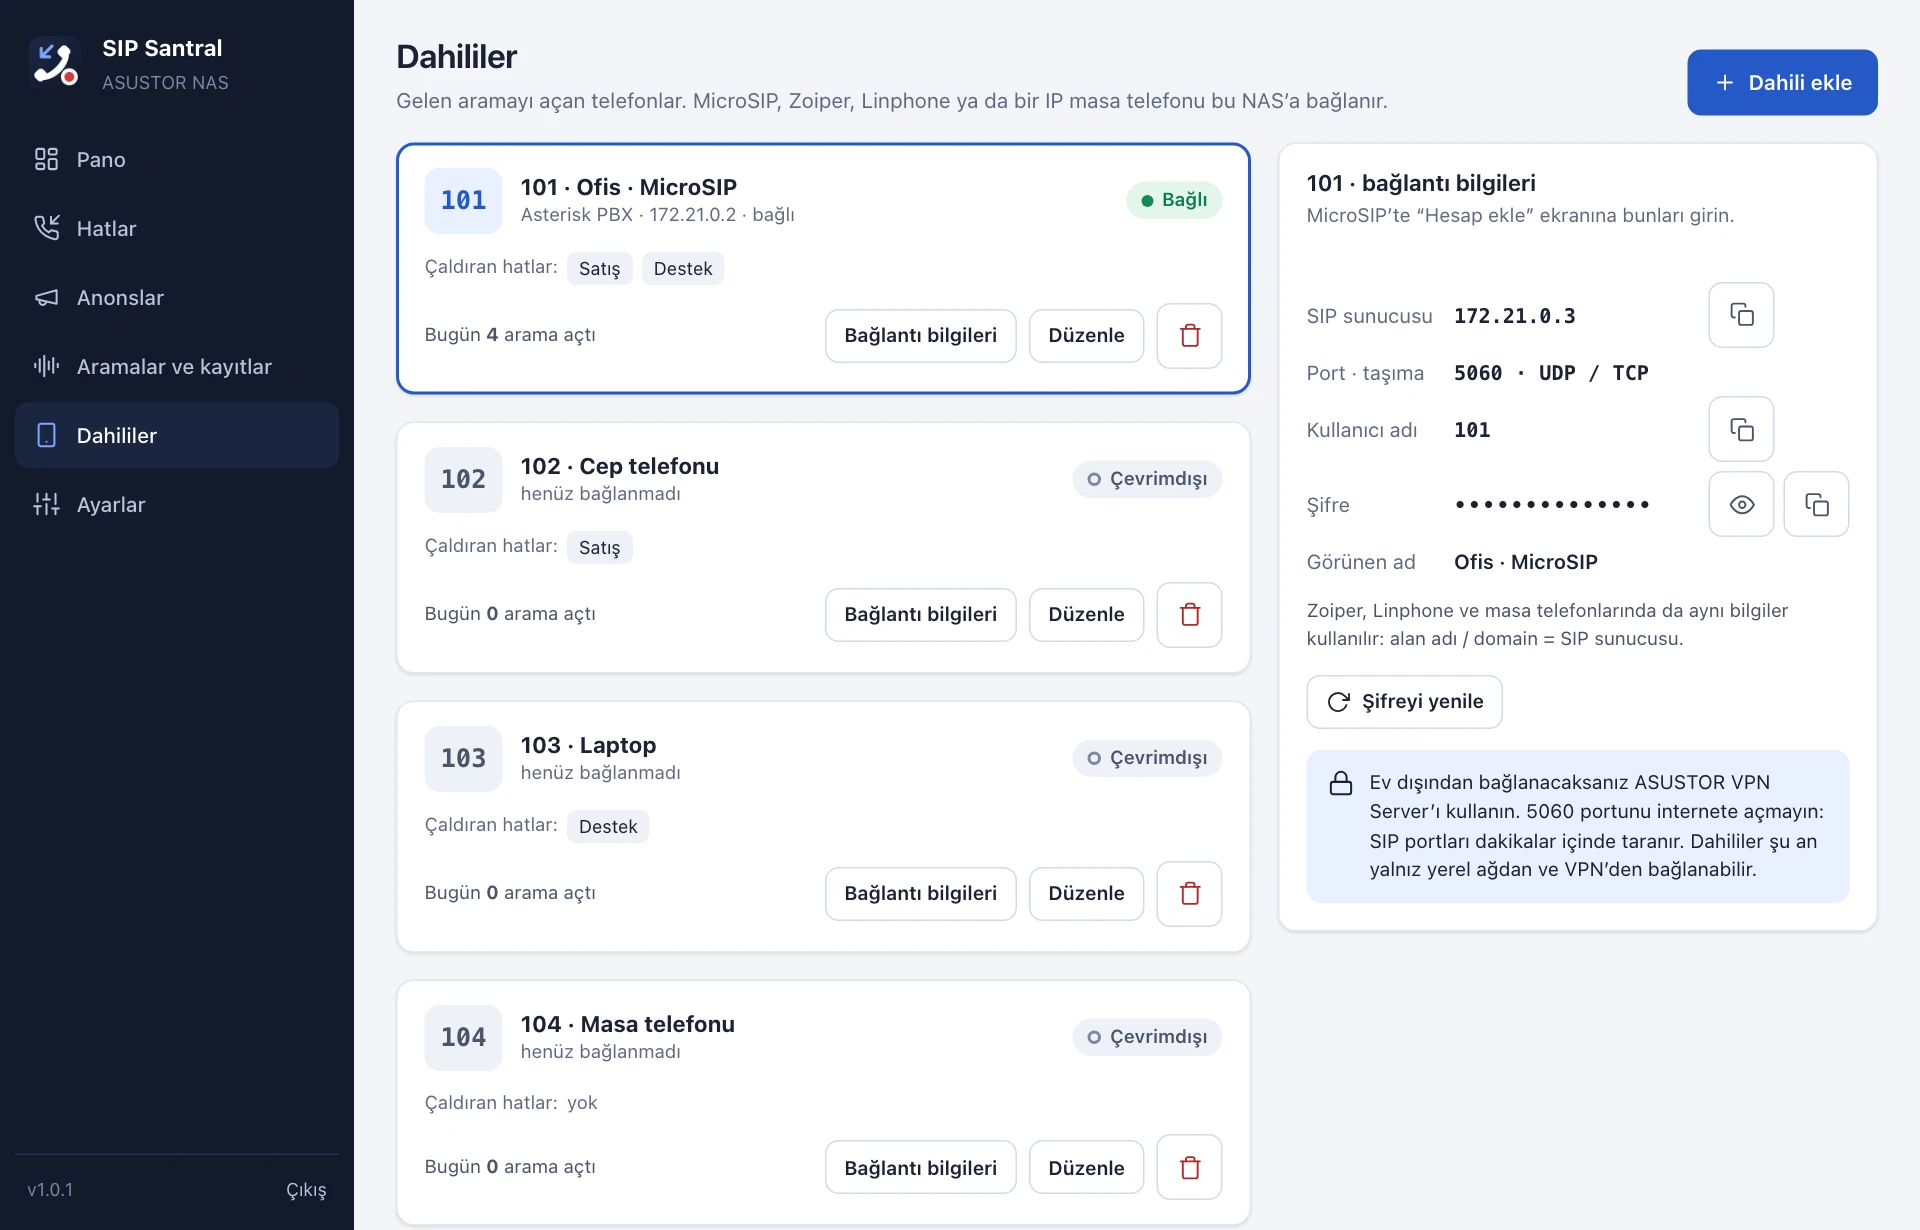 SIP Santral
ASUSTOR NAS
Pano
Hatlar
Anonslar
Aramalar ve kayıtlar
Dahililer
Ayarlar
v1.0.1
Çıkış
Dahililer
Gelen aramayı açan telefonlar. MicroSIP, Zoiper, Linphone ya da bir IP masa telefonu bu NAS’a bağlanır.
+ Dahili ekle
101
101 · Ofis · MicroSIP
Asterisk PBX · 172.21.0.2 · bağlı
Bağlı
Çaldıran hatlar: Satış Destek
Bugün 4 arama açtı
Bağlantı bilgileri
Düzenle
102
102 · Cep telefonu
henüz bağlanmadı
Çevrimdışı
Çaldıran hatlar: Satış
Bugün 0 arama açtı
Bağlantı bilgileri
Düzenle
103
103 · Laptop
henüz bağlanmadı
Çevrimdışı
Çaldıran hatlar: Destek
Bugün 0 arama açtı
Bağlantı bilgileri
Düzenle
104
104 · Masa telefonu
henüz bağlanmadı
Çevrimdışı
Çaldıran hatlar: yok
Bugün 0 arama açtı
Bağlantı bilgileri
Düzenle
101 · bağlantı bilgileri
MicroSIP’te “Hesap ekle” ekranına bunları girin.
SIP sunucusu 172.21.0.3
Port · taşıma 5060 · UDP / TCP
Kullanıcı adı 101
Şifre ••••••••••••••
Görünen ad Ofis · MicroSIP
Zoiper, Linphone ve masa telefonlarında da aynı bilgiler
kullanılır: alan adı / domain = SIP sunucusu.
Şifreyi yenile
Ev dışından bağlanacaksanız ASUSTOR VPN
Server’ı kullanın. 5060 portunu internete açmayın:
SIP portları dakikalar içinde taranır. Dahililer şu an
yalnız yerel ağdan ve VPN’den bağlanabilir.